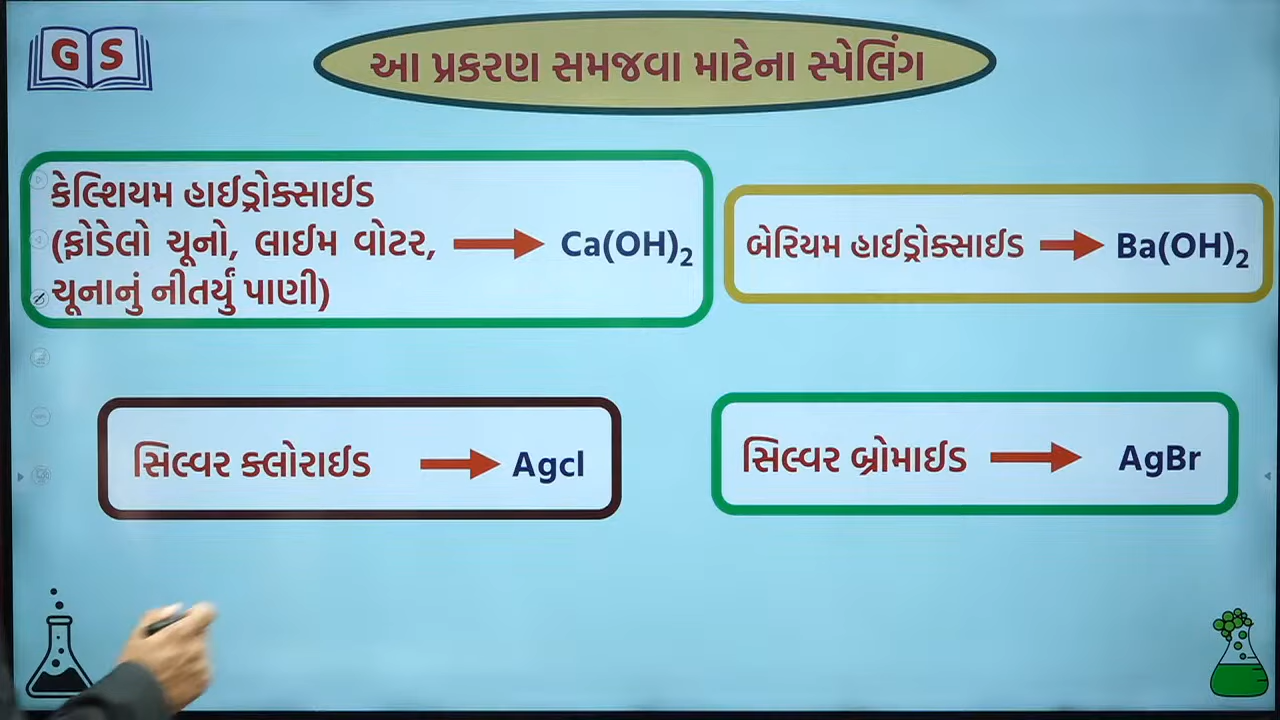 G S
આ પ્રકરણ સમજવા માટેના સ્પેલિંગ
કેલ્શિયમ હાઈડ્રોક્સાઈડ
(ફોડેલો ચૂનો, લાઈમ વોટર,
ચૂનાનું નીતર્યું પાણી)
Ca(OH)₂
બેરિયમ હાઈડ્રોક્સાઈડ Ba(OH)₂
સિલ્વર ક્લોરાઈડ Agcl
સિલ્વર બ્રોમાઈડ AgBr